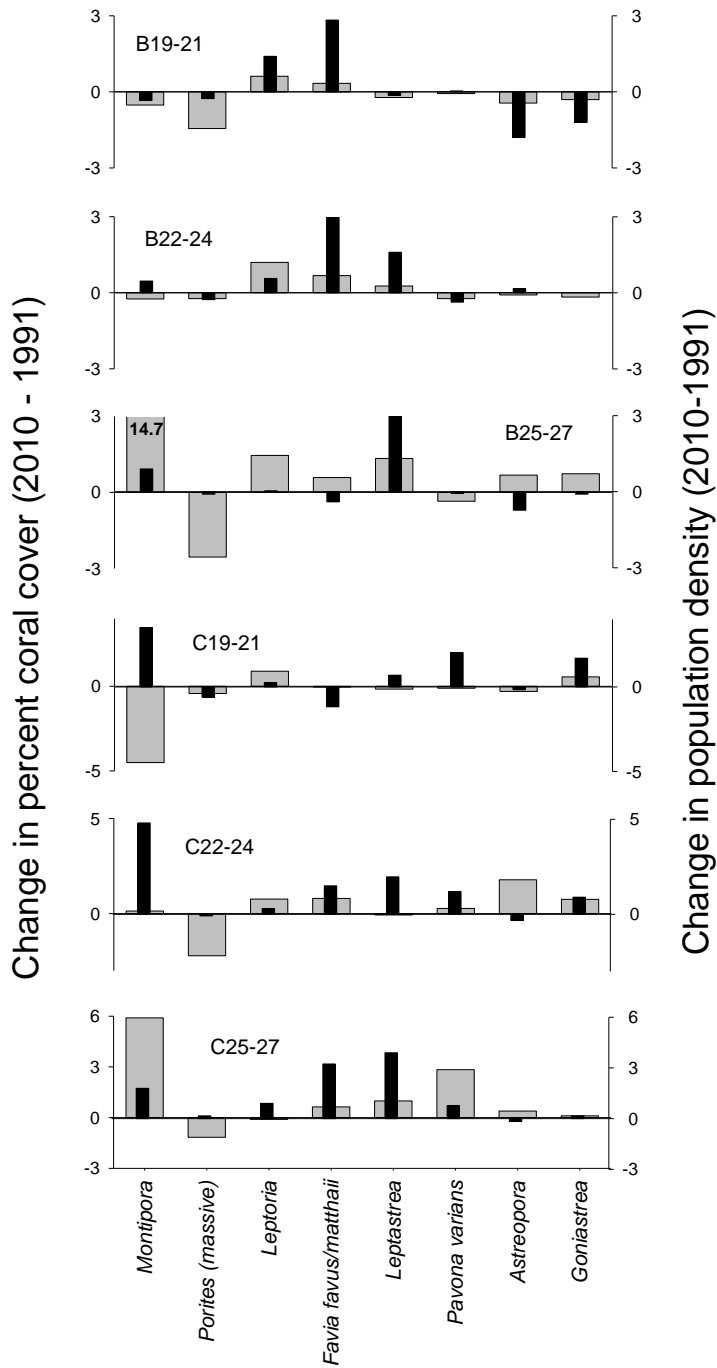 Change in percent coral cover (2010 - 1991)
Change in population density (2010-1991)
B19-21
3
0
-3
3
0
-3
B22-24
3
0
-3
3
0
-3
14.7
B25-27
3
0
-3
3
0
-3
C19-21
0
-5
0
-5
C22-24
5
0
5
0
C25-27
6
3
0
-3
6
3
0
-3
Montipora
Porites (massive)
Leptoria
Favia favus/matthaii
Leptastrea
Pavona varians
Astreopora
Goniastrea